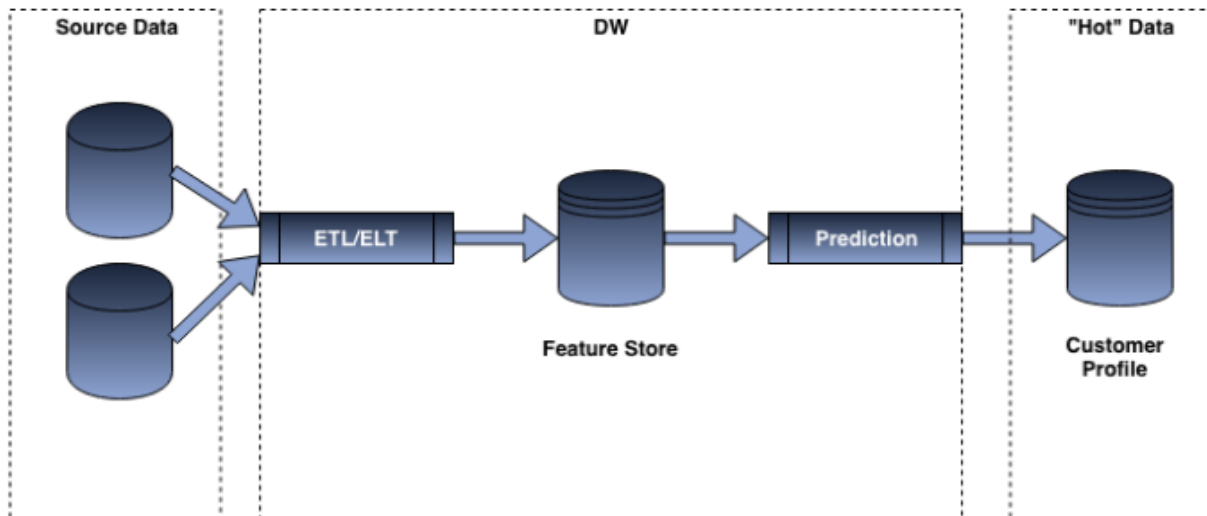 Source Data
DW
"Hot" Data
ETL/ELT
Prediction
Feature Store
Customer
Profile